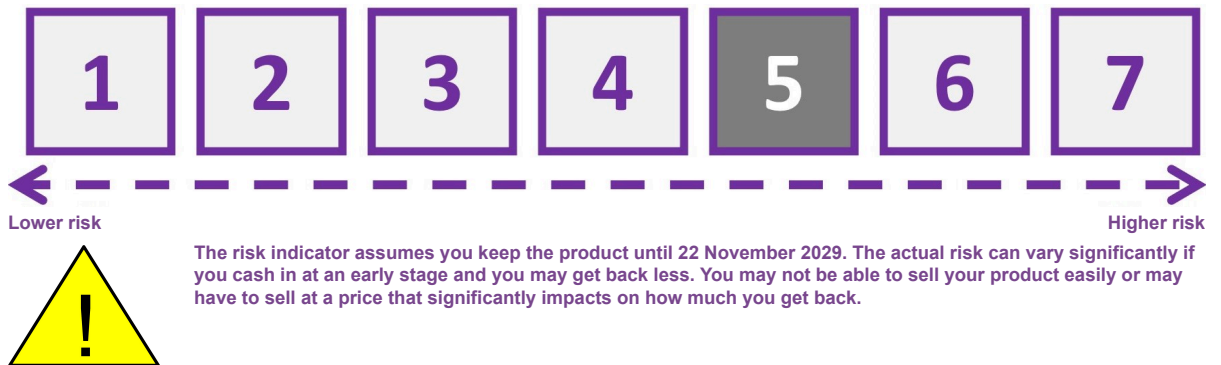 1 2 3 4 5 6 7
Lower risk Higher risk
The risk indicator assumes you keep the product until 22 November 2029. The actual risk can vary significantly if
you cash in at an early stage and you may get back less. You may not be able to sell your product easily or may
have to sell at a price that significantly impacts on how much you get back.
!